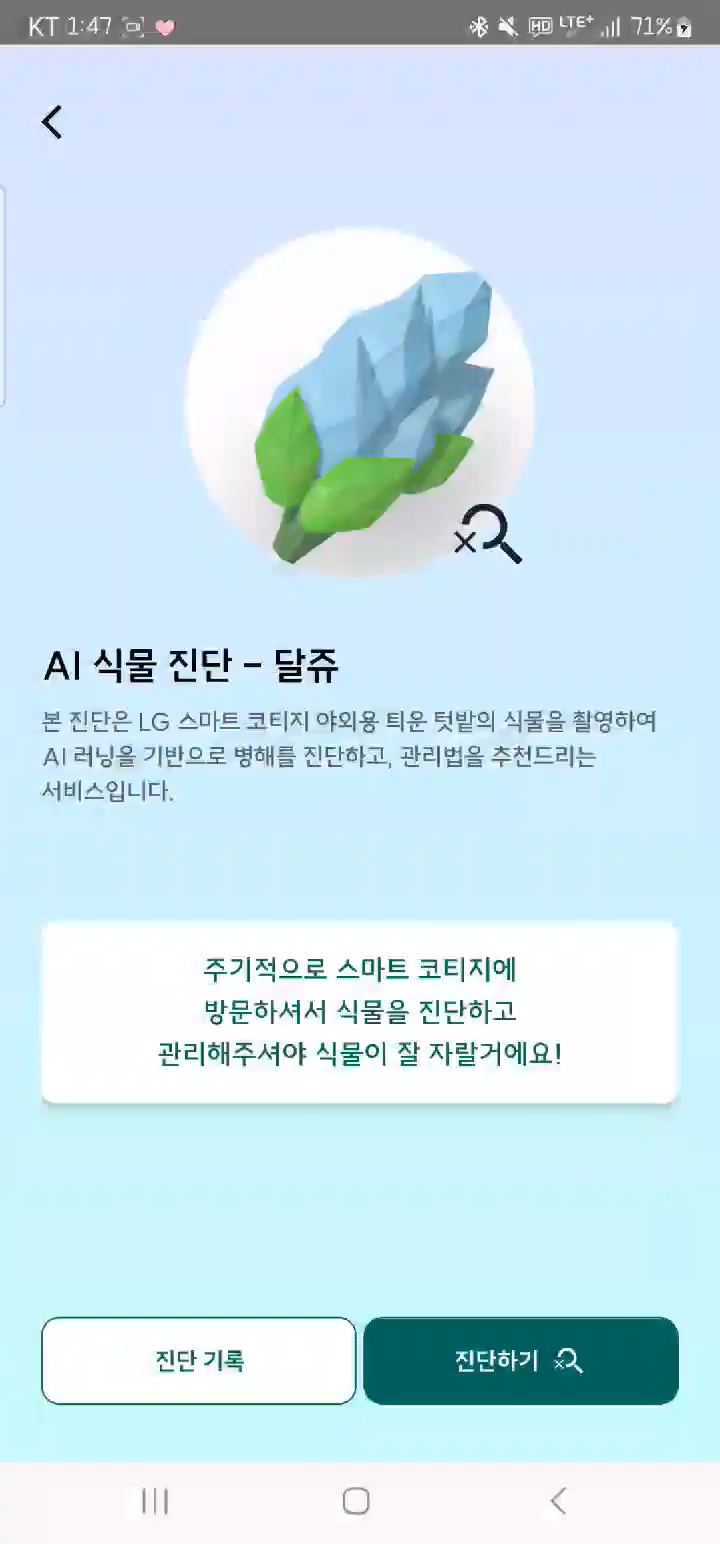 KT 1:47
HD LTE+ 71%
AI 식물 진단 – 달쥬
본 진단은 LG 스마트 코티지 야외용 틔운 텃밭의 식물을 촬영하여
AI 러닝을 기반으로 병해를 진단하고, 관리법을 추천드리는
서비스입니다.
주기적으로 스마트 코티지에
방문하셔서 식물을 진단하고
관리해주셔야 식물이 잘 자랄거에요!
진단 기록
진단하기